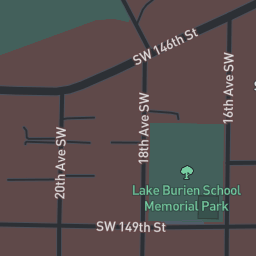 SW 146th St
16th Ave SW
18th Ave SW
20th Ave SW
Lake Burien School
Memorial Park
SW 149th St
S